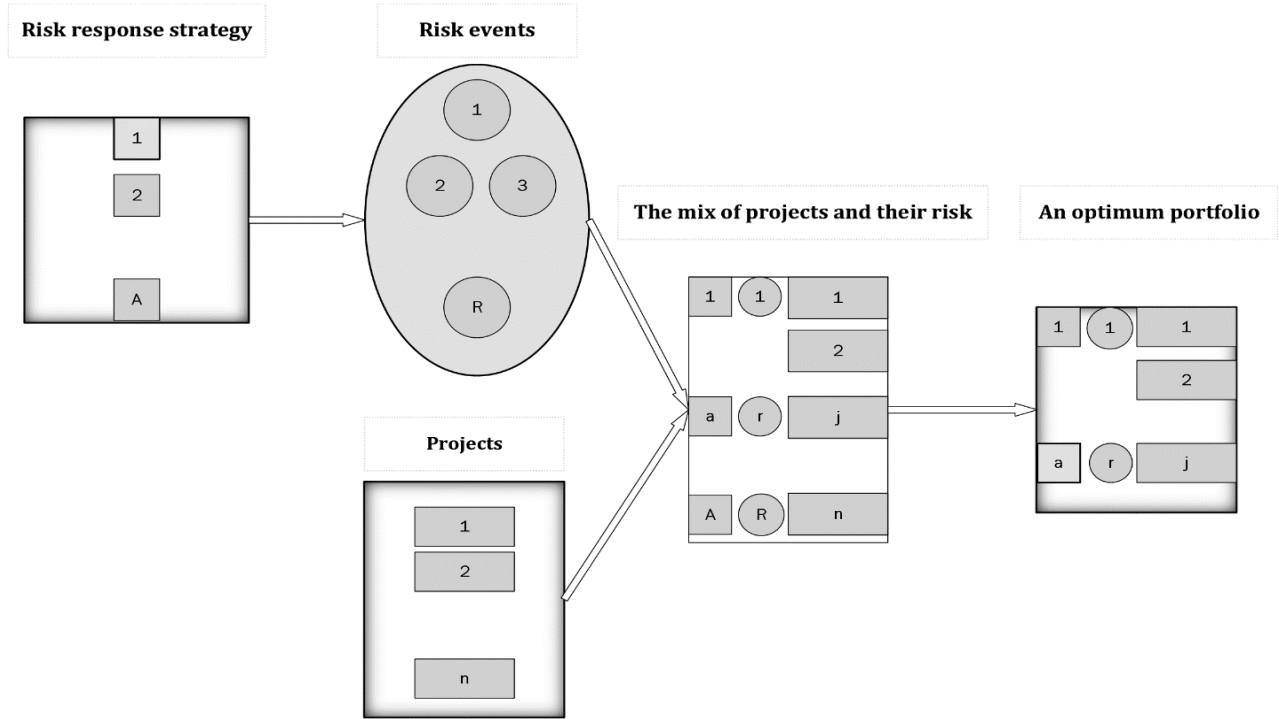 Risk response strategy
1
2
A
Risk events
1
2 3
R
Projects
1
2
n
The mix of projects and their risk
1 1 1
2
a r j
A R n
An optimum portfolio
1 1 1
2
a r j